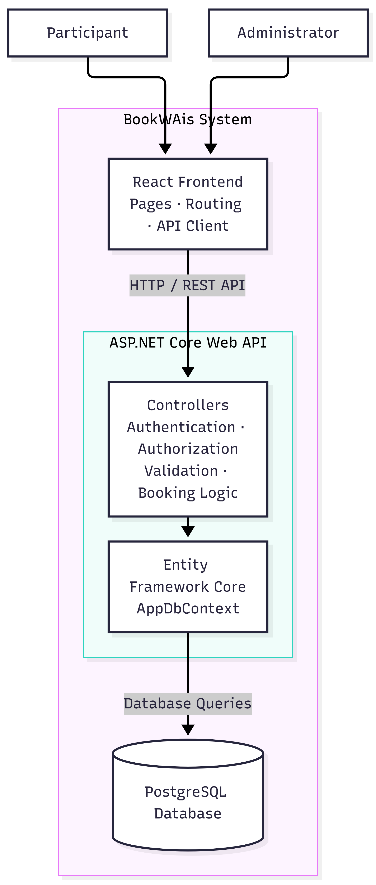 Participant
Administrator
BookWAis System
React Frontend
Pages · Routing
· API Client
HTTP / REST API
ASP.NET Core Web API
Controllers
Authentication ·
Authorization
Validation ·
Booking Logic
Entity
Framework Core
AppDbContext
Database Queries
PostgreSQL
Database